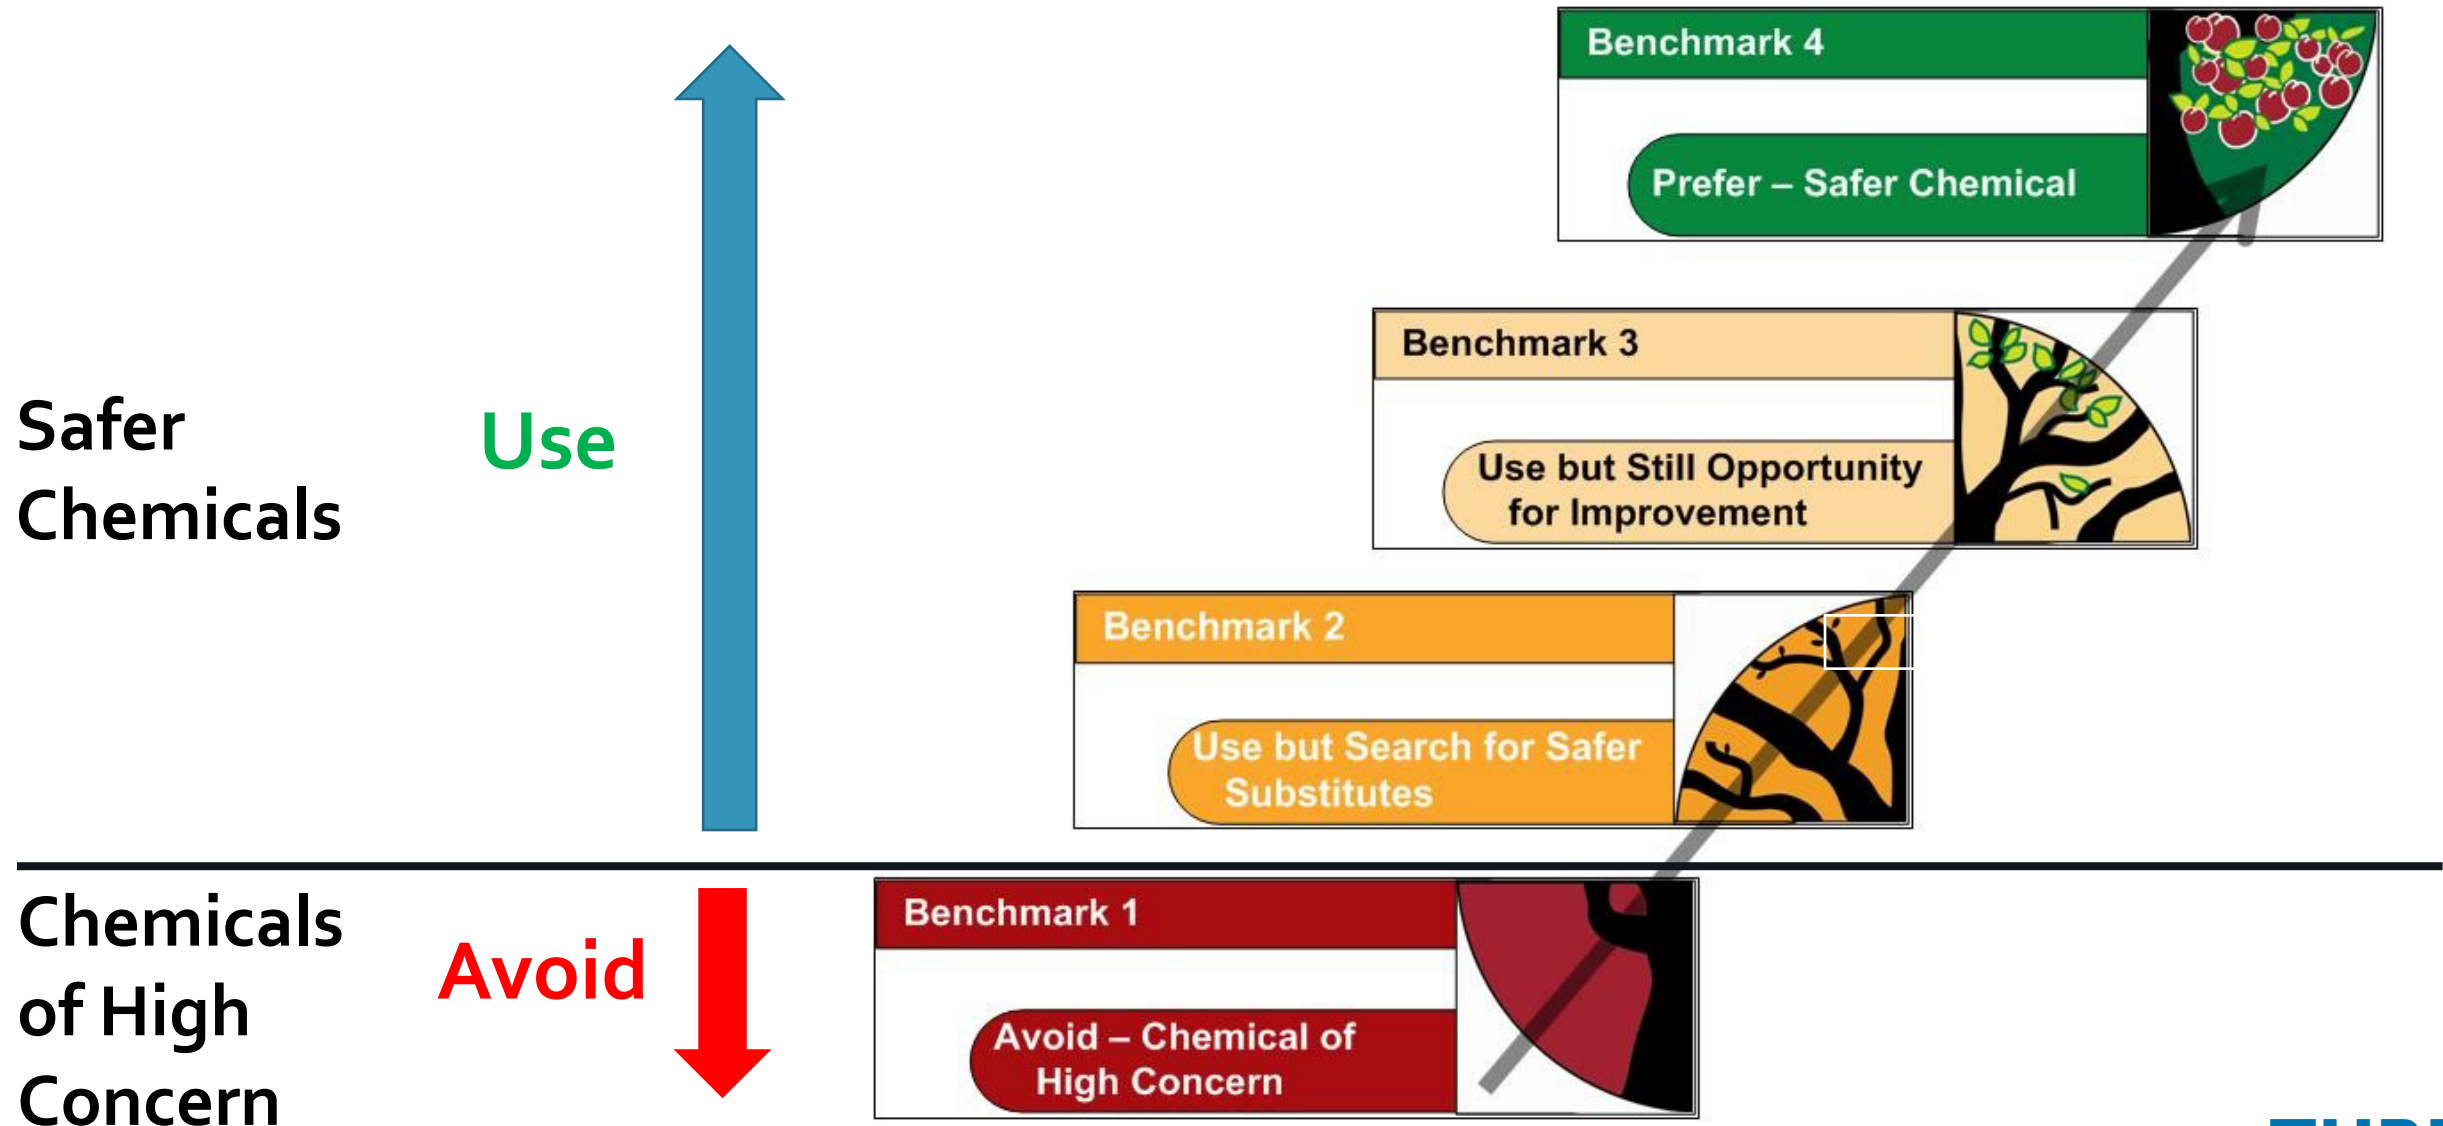 Benchmark 4
Prefer – Safer Chemical
Benchmark 3
Use but Still Opportunity
for Improvement
Safer
Chemicals
Use
Benchmark 2
Use but Search for Safer
Substitutes
Chemicals
of High
Concern
Avoid
Benchmark 1
Avoid – Chemical of
High Concern